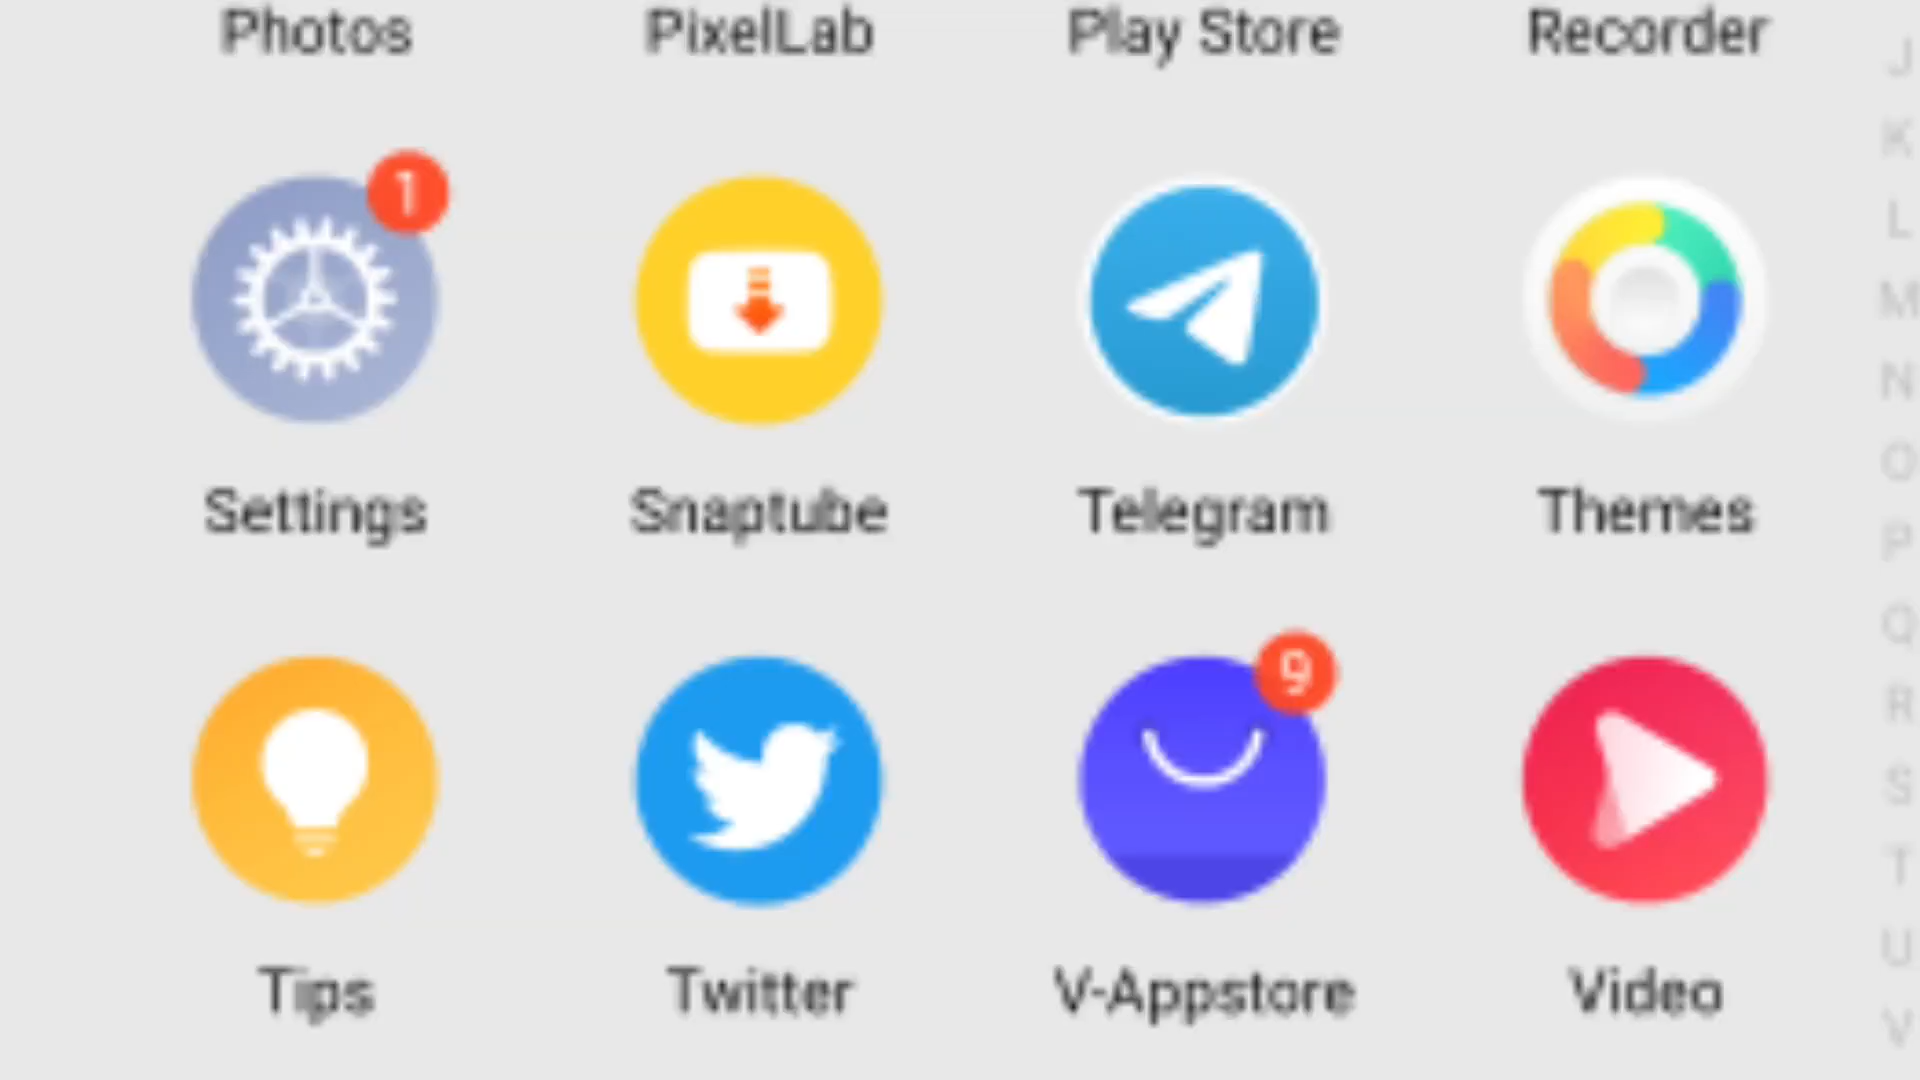 Photos PixelLab Play Store Recorder
J
K
1
L
M
N
O
Settings Snaptube Telegram Themes
P
Q
9
R
S
T
U
Tips Twitter V-Appstore Video
V